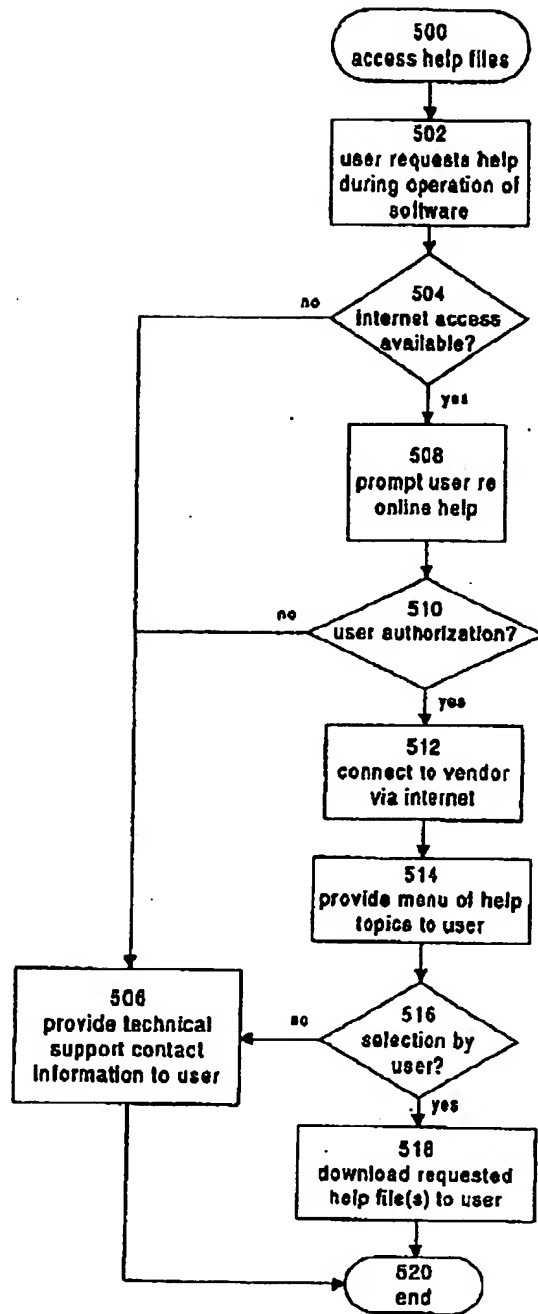 500
access help files
502
user requests help
during operation of
software
no
504
internet access
available?
yes
508
prompt user re
online help
no
510
user authorization?
yes
512
connect to vendor
via internet
514
provide menu of help
topics to user
506
provide technical
support contact
information to user
no
516
selection by
user?
yes
518
download requested
help file(s) to user
520
end